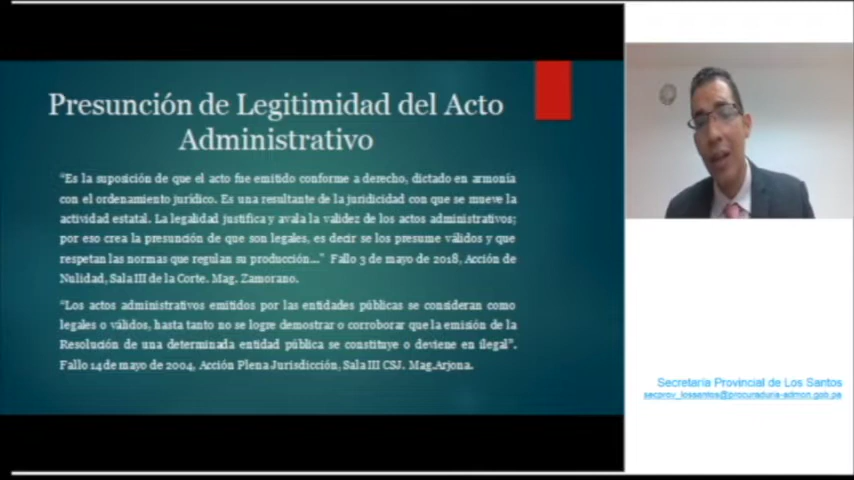 Presunción de Legitimidad del Acto
Administrativo
“Es la suposición de que el acto fue emitido conforme a derecho, dictado en armonía
con el ordenamiento jurídico. Es una resultante de la juridicidad con que se mueve la
actividad estatal. La legalidad justifica y avala la validez de los actos administrativos;
por eso crea la presunción de que son legales, es decir se los presume válidos y que
respetan las normas que regulan su producción...” Fallo 3 de mayo de 2018, Acción de
Nulidad, Sala III de la Corte. Mag. Zamorano.
“Los actos administrativos emitidos por las entidades públicas se consideran como
legales o válidos, hasta tanto no se logre demostrar o corroborar que la emisión de la
Resolución de una determinada entidad pública se constituye o deviene en ilegal”.
Fallo 14 de mayo de 2004, Acción Plena Jurisdicción, Sala III CSJ. Mag.Arjona.
Secretaría Provincial de Los Santos
secprov_lossantos@procuraduria-admon.gob.pa